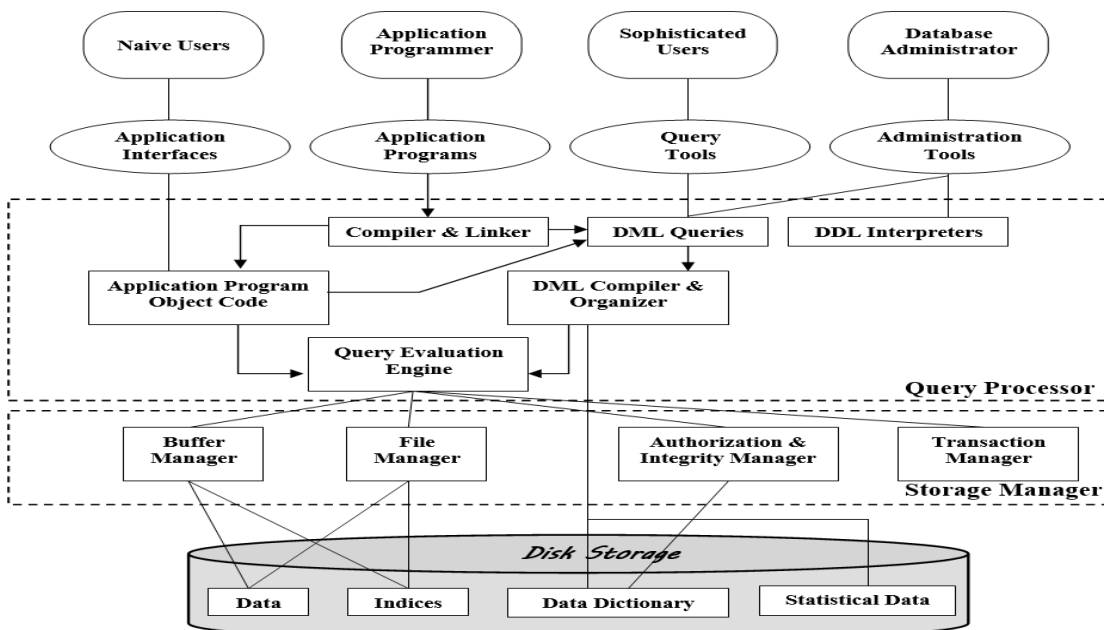 Naive Users
Application
Programmer
Sophisticated
Users
Database
Administrator
Application
Interfaces
Application
Programs
Query
Tools
Administration
Tools
Compiler & Linker
DML Queries
DDL Interpreters
Application Program
Object Code
DML Compiler &
Organizer
Query Evaluation
Engine
Query Processor
Buffer
Manager
File
Manager
Authorization &
Integrity Manager
Transaction
Manager
Storage Manager
Disk Storage
Data
Indices
Data Dictionary
Statistical Data